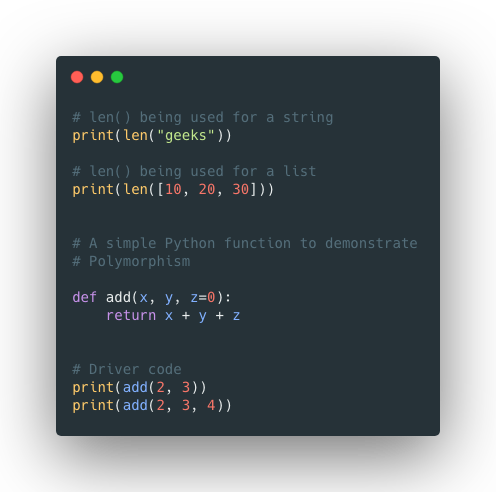 # len() being used for a string
print(len("geeks"))
# len() being used for a list
print(len([10, 20, 30]))
# A simple Python function to demonstrate
# Polymorphism
def add(x, y, z=0):
    return x + y + z
# Driver code
print(add(2, 3))
print(add(2, 3, 4))